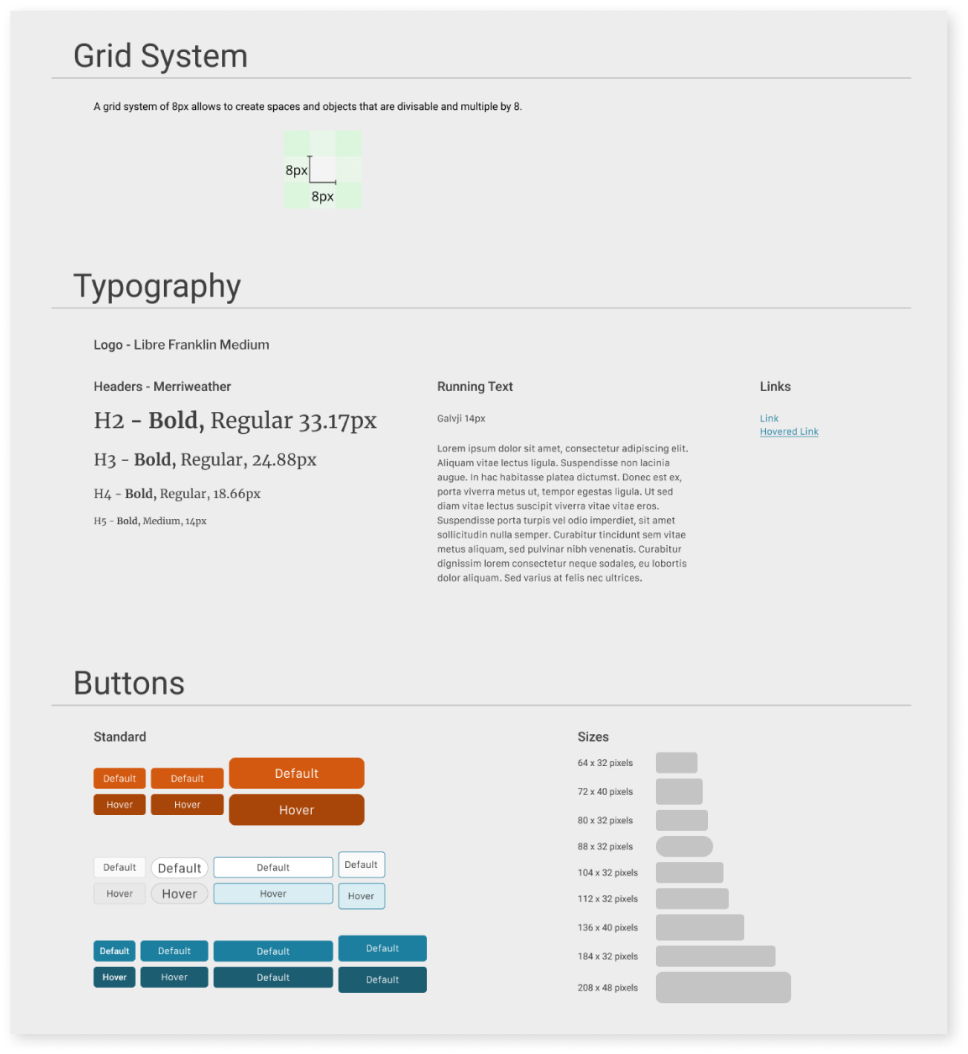 Grid System
A grid system of 8px allows to create spaces and objects that are divisable and multiple by 8.
8px
8px
Typography
Logo - Libre Franklin Medium
Headers - Merriweather
H2 - Bold, Regular 33.17px
H3 - Bold, Regular, 24.88px
H4 - Bold, Regular, 18.66px
H5 - Bold, Medium, 14px
Running Text
Galvji 14px
Lorem ipsum dolor sit amet, consectetur adipiscing elit.
Aliquam vitae lectus ligula. Suspendisse non lacinia
augue. In hac habitasse platea dictumst. Donec est ex,
porta viverra metus ut, tempor egestas ligula. Ut sed
diam vitae lectus suscipit viverra vitae vitae eros.
Suspendisse porta turpis vel odio imperdiet, sit amet
sollicitudin nulla semper. Curabitur tincidunt sem vitae
metus aliquam, sed pulvinar nibh venenatis. Curabitur
dignissim lorem consectetur neque sodales, eu lobortis
dolor aliquam. Sed varius at felis nec ultrices.
Links
Link
Hovered Link
Buttons
Standard
Default Default Default
Hover Hover Hover
Default Default Default Default
Hover Hover Hover Hover
Default Default Default Default
Hover Hover Default Default
Sizes
64 x 32 pixels
72 x 40 pixels
80 x 32 pixels
88 x 32 pixels
104 x 32 pixels
112 x 32 pixels
136 x 40 pixels
184 x 32 pixels
208 x 48 pixels